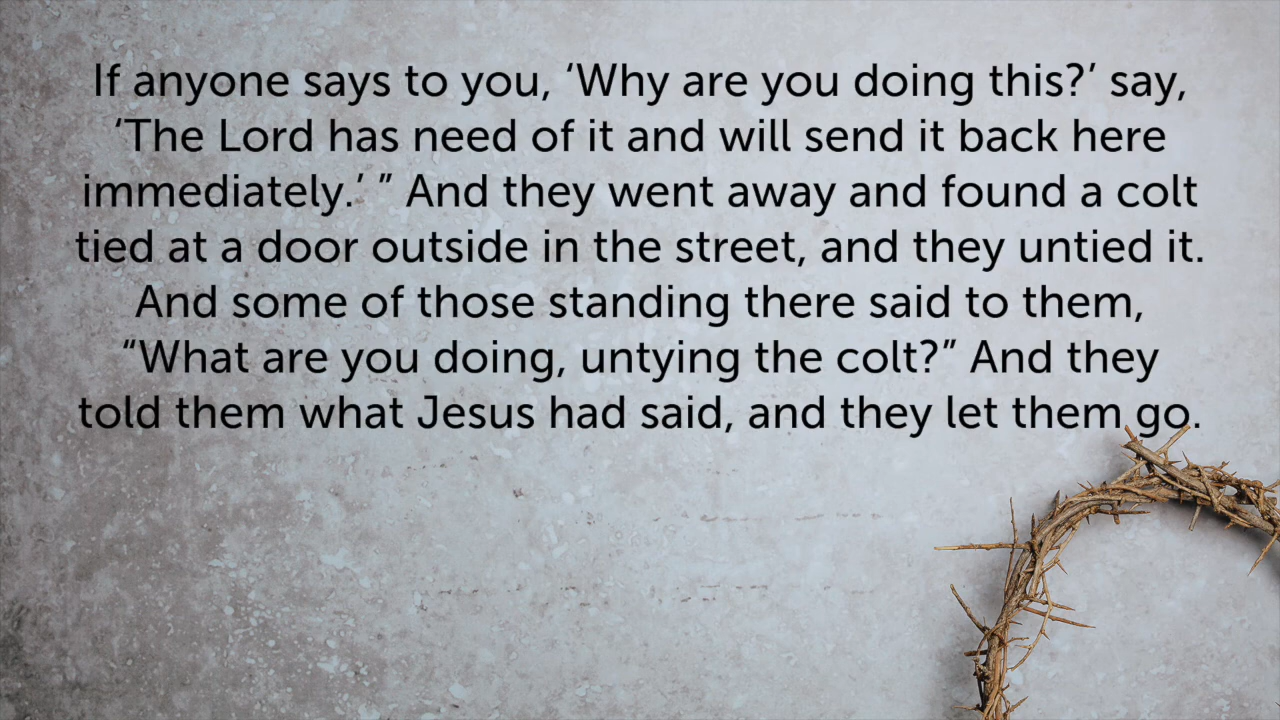 If anyone says to you, ‘Why are you doing this?’ say,
‘The Lord has need of it and will send it back here
immediately.’ ” And they went away and found a colt
tied at a door outside in the street, and they untied it.
And some of those standing there said to them,
“What are you doing, untying the colt?” And they
told them what Jesus had said, and they let them go.